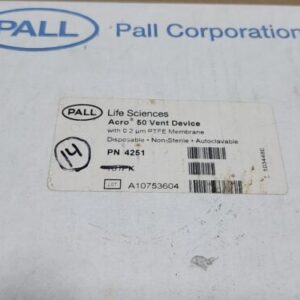 PALL Pall Corporation
PALL Life Sciences
Acro® 50 Vent Device
with 0.2 µm PTFE Membrane
Disposable • Non-Sterile • Autoclavable
14
PN 4251
LOT A10753604